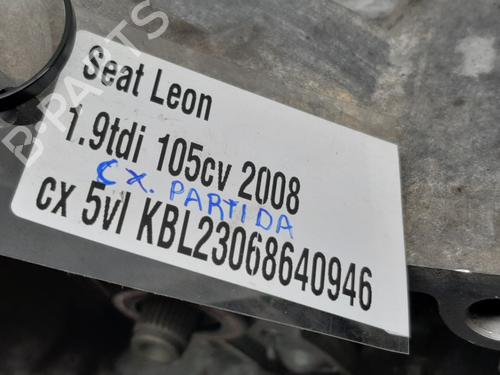 Seat Leon
1.9tdi 105cv 2008
CX. PARTIDA
cx 5vl KBL23068640946
B-PARTS